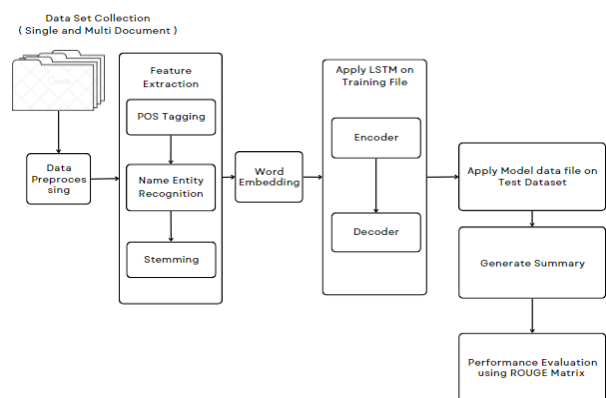 Data Set Collection
( Single and Multi Document )
Feature
Extraction
POS Tagging
Name Entity
Recognition
Stemming
Data
Preproces
sing
Word
Embedding
Apply LSTM on
Training File
Encoder
Decoder
Apply Model data file on
Test Dataset
Generate Summary
Performance Evaluation
using ROUGE Matrix